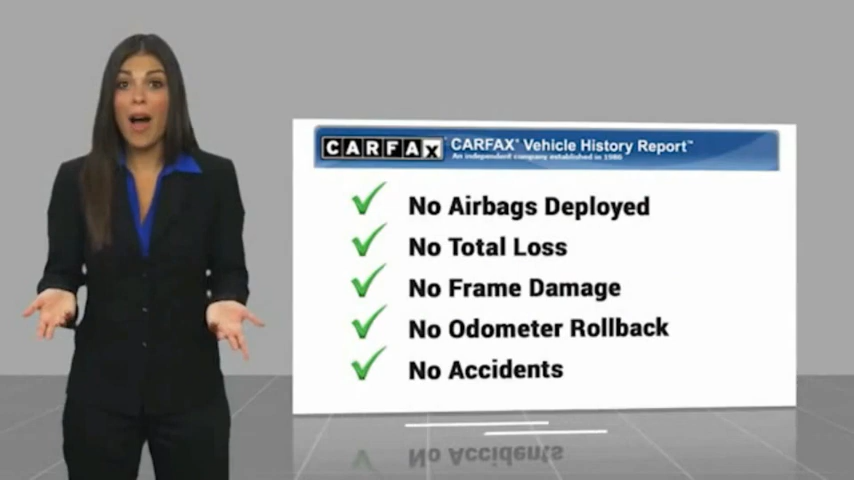 CARFAX CARFAX® Vehicle History Report™
An independent company established in 1986
No Airbags Deployed
No Total Loss
No Frame Damage
No Odometer Rollback
No Accidents
No Accidents